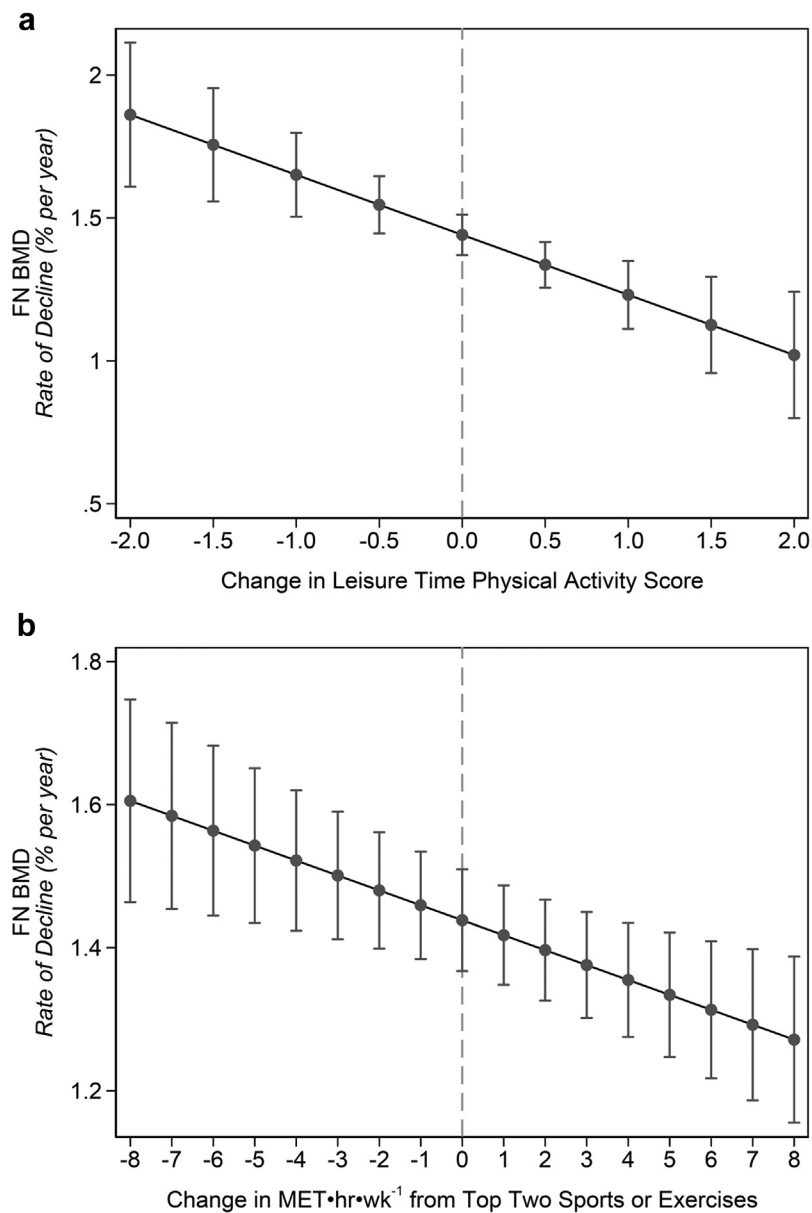 a
FN BMD
Rate of Decline (% per year)
2
1.5
1
.5
-2.0 -1.5 -1.0 -0.5 0.0 0.5 1.0 1.5 2.0
Change in Leisure Time Physical Activity Score
b
FN BMD
Rate of Decline (% per year)
1.8
1.6
1.4
1.2
-8 -7 -6 -5 -4 -3 -2 -1 0 1 2 3 4 5 6 7 8
Change in MET•hr•wk⁻¹ from Top Two Sports or Exercises